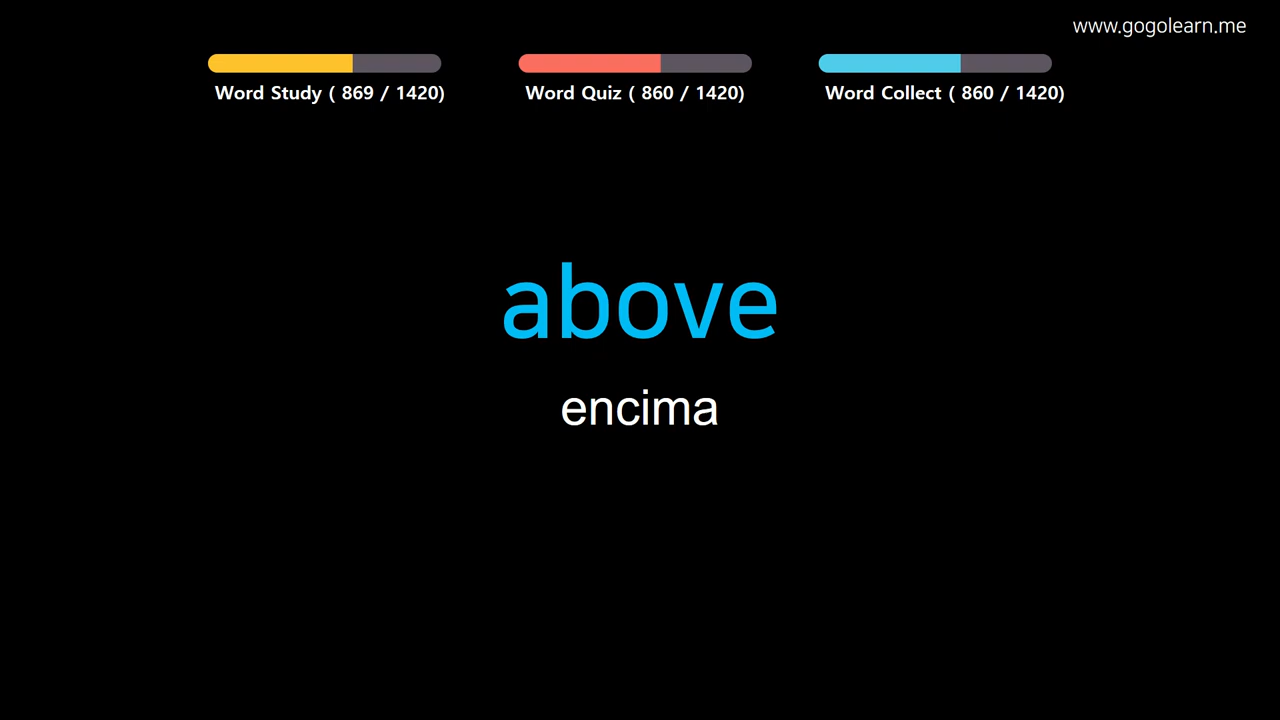 www.gogolearn.me
Word Study ( 869 / 1420)
Word Quiz ( 860 / 1420)
Word Collect ( 860 / 1420)
above
encima